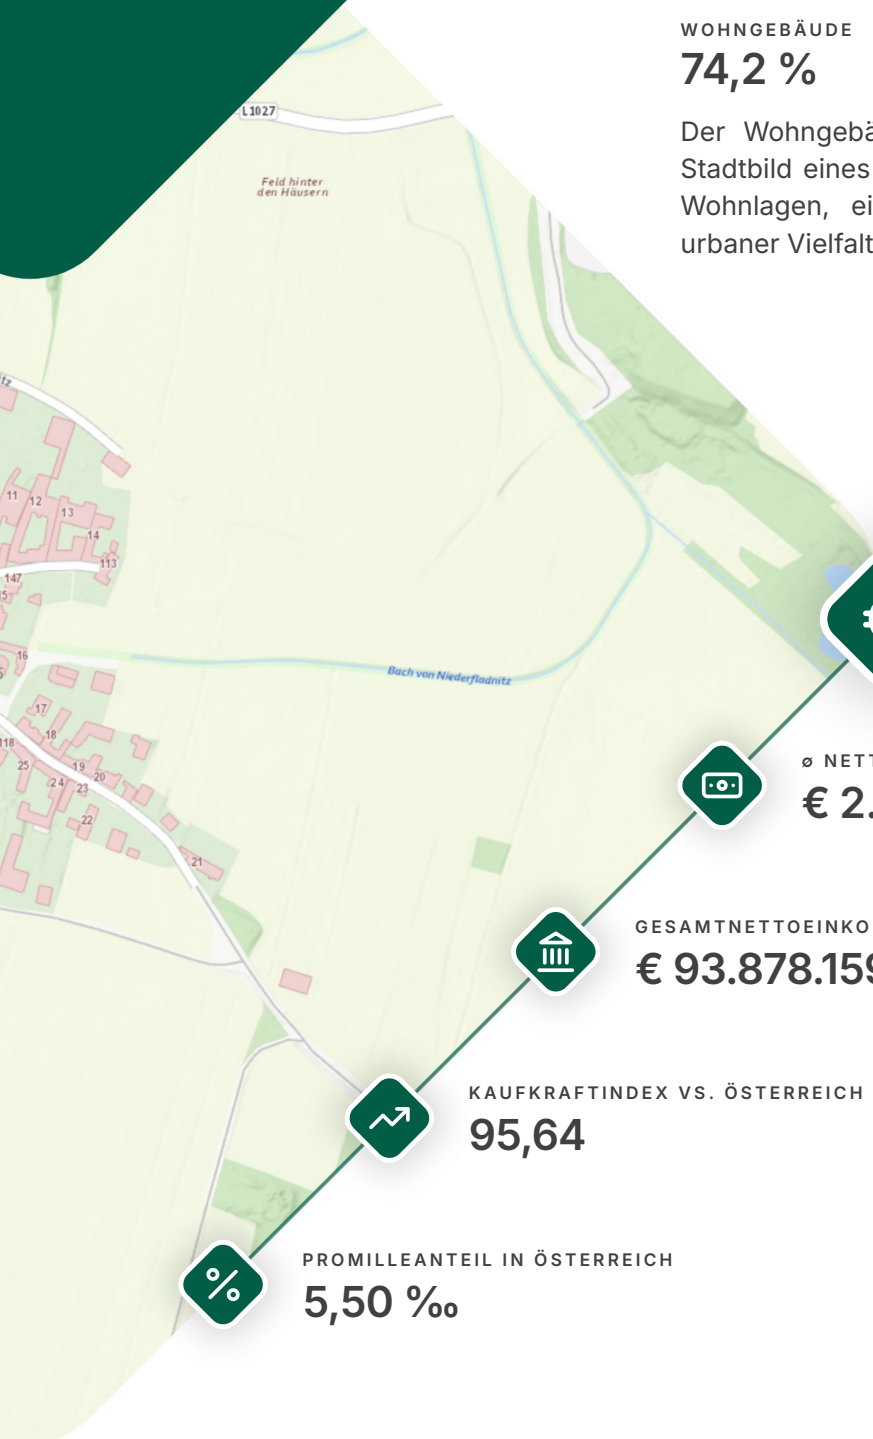 WOHNGEBÄUDE
74,2 %
Der Wohngebä
Stadtbild eines
Wohnlagen, ei
urbaner Vielfalt
L1027
Feld hinter
den Häusern
11
12
13
14
113
147
16
Bach von Niederfladnitz
17
18
118
25
19
24
20
23
22
21
ø NETT
€ 2.
GESAMTNETTOEINKO
€ 93.878.159
KAUFKRAFTINDEX VS. ÖSTERREICH
95,64
PROMILLEANTEIL IN ÖSTERREICH
5,50 ‰